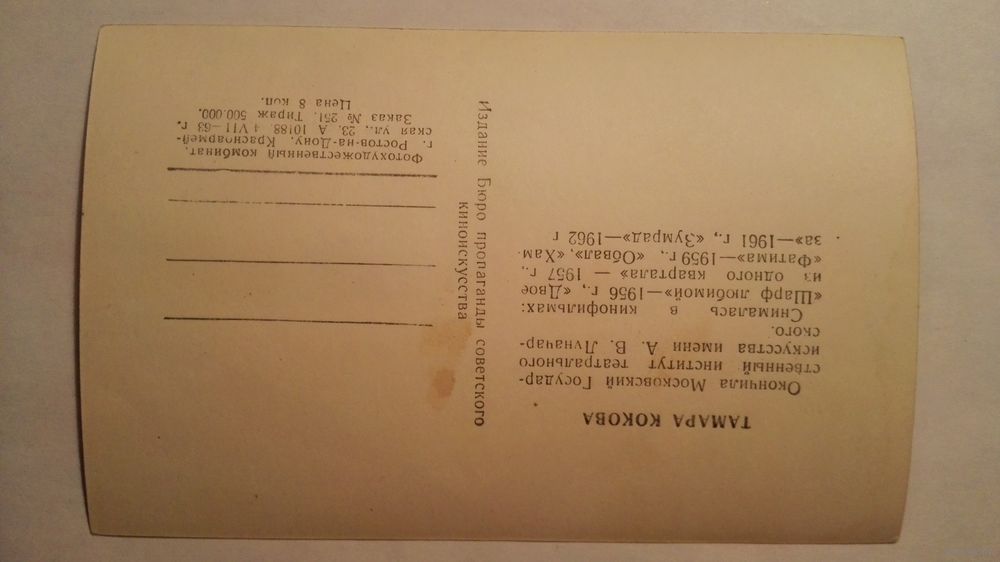 ТАМАРА КОКОВА
Окончила Московский Государ-
ственный институт театрального
искусства имени А. В. Луначар-
ского.
Снималась в кинофильмах:
«Шарф любимой»—1956 г., «Двое
из одного квартала» — 1957 г.,
«Фатима»—1959 г., «Обвал», «Хам-
за»—1961 г., «Зумрад»—1962 г
Издание Бюро пропаганды советского
киноискусства
Фотохудожественный комбинат.
г. Ростов-на-Дону. Красноармей-
ская ул., 23. А 10188. 4 VII—63 г.
Заказ № 251. Тираж 500.000.
Цена 8 коп.